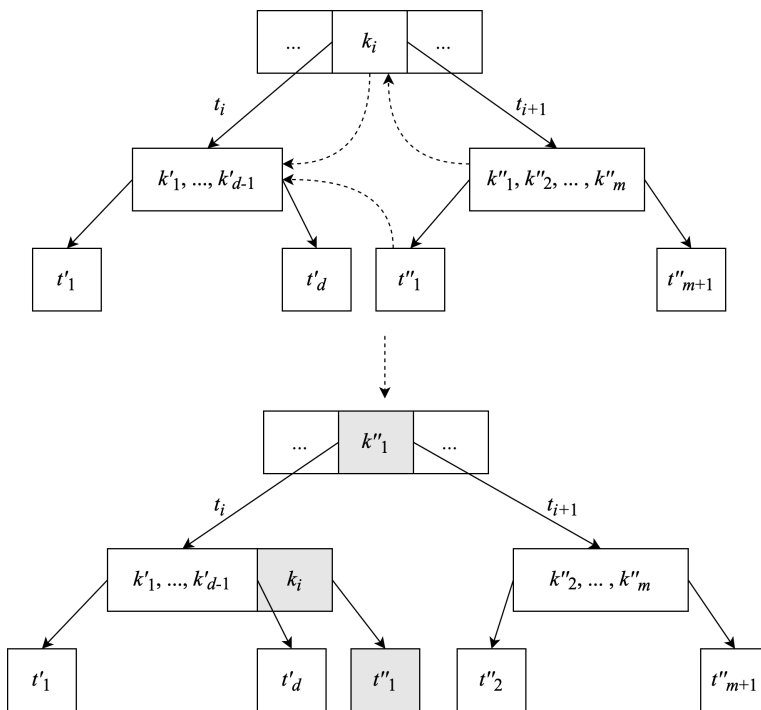 ... k_i ...
t_i t_{i+1}
k'_1, ..., k'_{d-1} k''_1, k''_2, ... , k''_m
t'_1 t'_d t''_1 t''_{m+1}
... k''_1 ...
t_i t_{i+1}
k'_1, ..., k'_{d-1} k_i k''_2, ... , k''_m
t'_1 t'_d t''_1 t''_2 t''_{m+1}